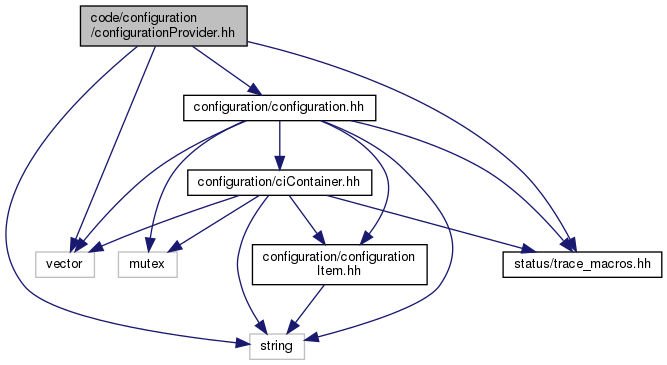 code/configuration
/configurationProvider.hh
configuration/configuration.hh
configuration/ciContainer.hh
vector
mutex
configuration/configuration
Item.hh
status/trace_macros.hh
string